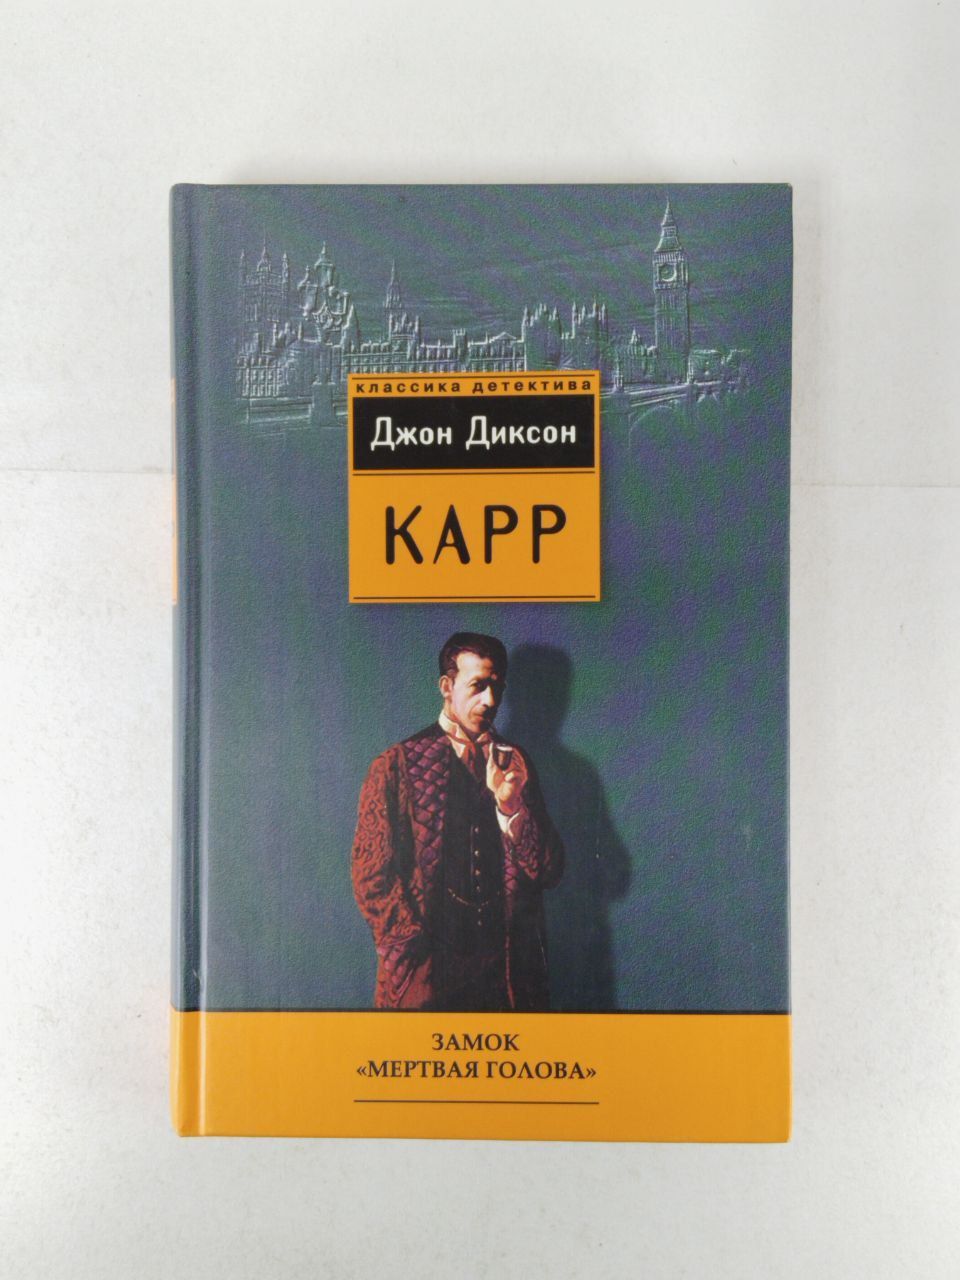 классика детектива
Джон Диксон
КАРР
ЗАМОК
«МЕРТВАЯ ГОЛОВА»